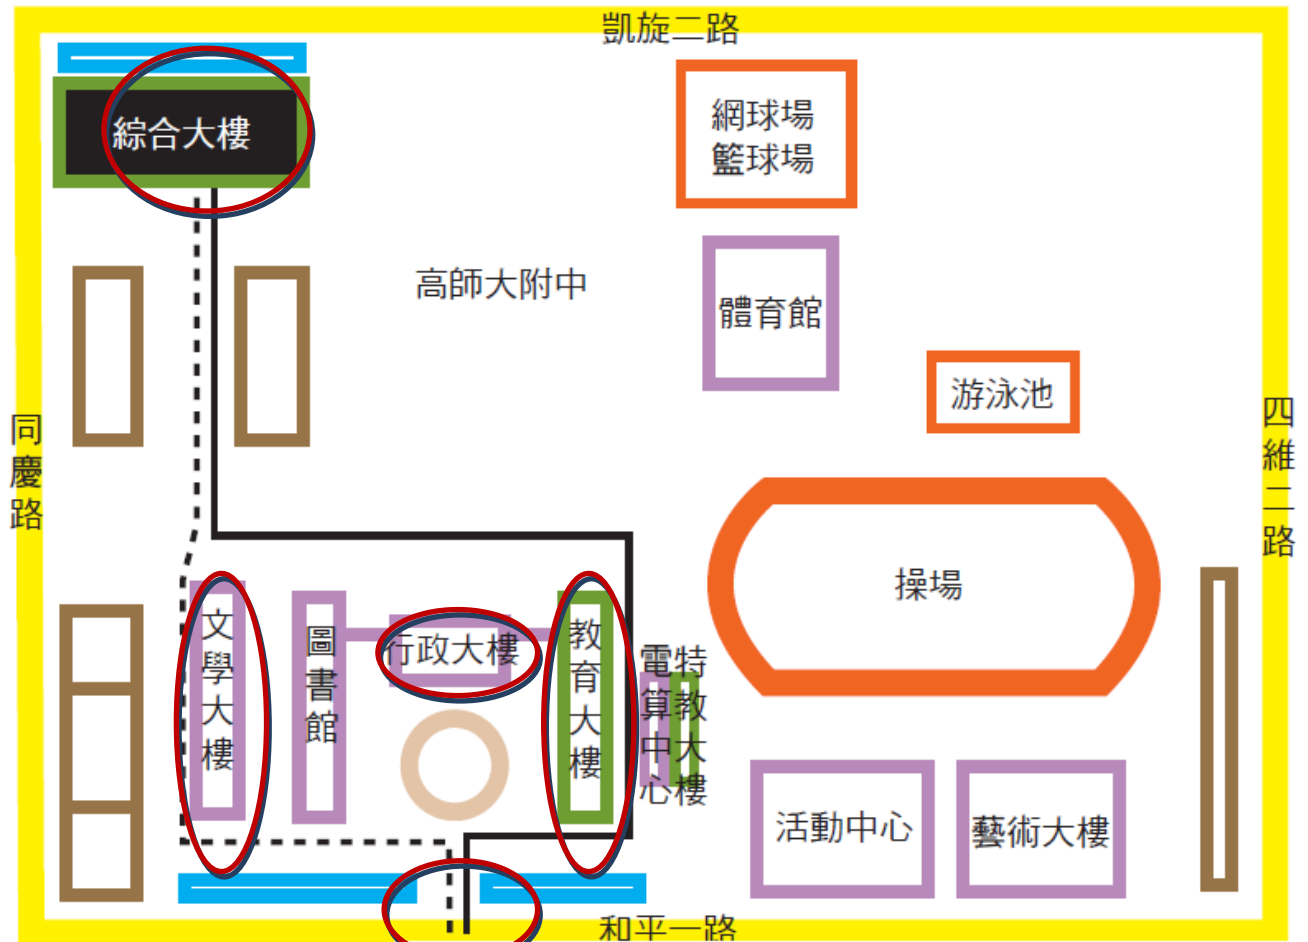 凱旋二路
綜合大樓
網球場
籃球場
高師大附中
體育館
游泳池
同慶路
四維二路
操場
文學大樓
圖書館
行政大樓
教育大樓
電算中心
特教大樓
活動中心
藝術大樓
和平一路